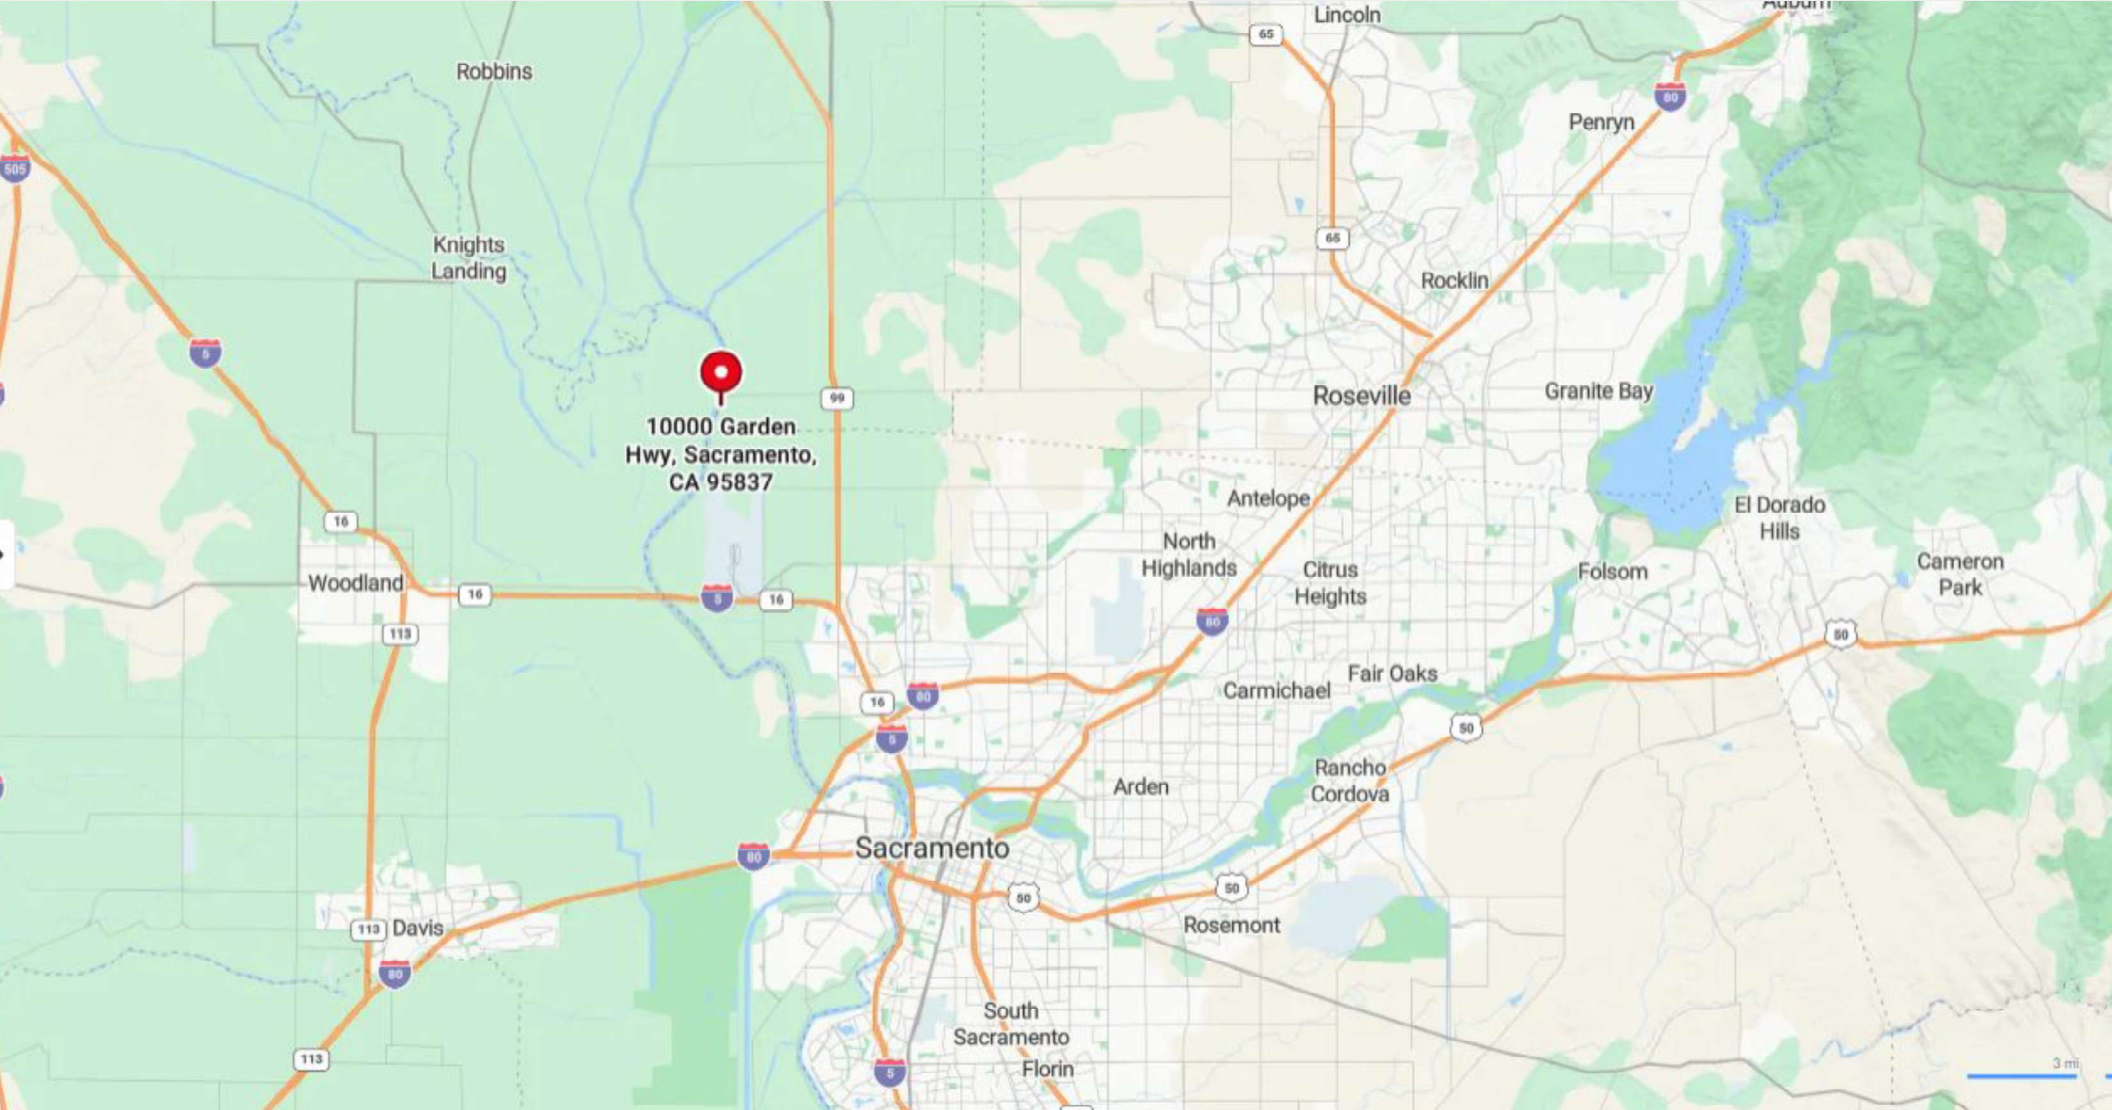 Auburn
Lincoln
65
Robbins
80
Penryn
505
Knights
Landing
65
Rocklin
5
99
Roseville
Granite Bay
10000 Garden
Hwy, Sacramento,
CA 95837
Antelope
El Dorado
Hills
16
North
Highlands
Citrus
Heights
Folsom
Cameron
Park
Woodland
16
5
16
113
80
50
Fair Oaks
Carmichael
80
16
50
5
Rancho
Cordova
Arden
Sacramento
80
50
50
Rosemont
113
Davis
80
South
Sacramento
Florin
113
5
3 mi